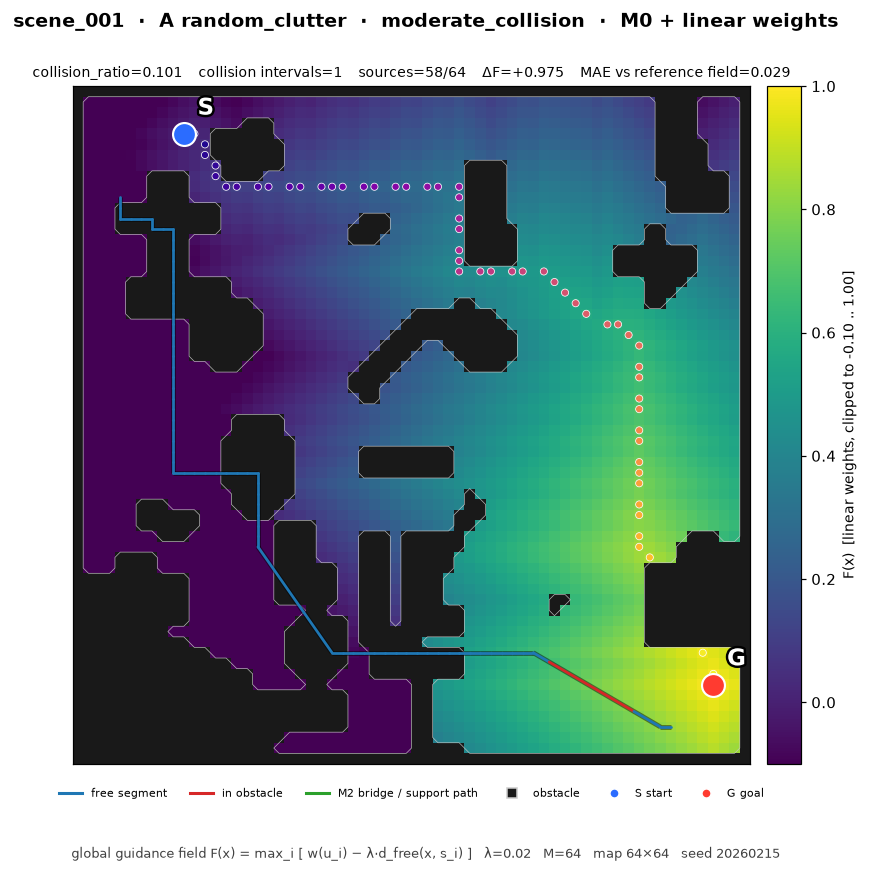 scene_001 · A random_clutter · moderate_collision · M0 + linear weights
collision_ratio=0.101 collision intervals=1 sources=58/64 ΔF=+0.975 MAE vs reference field=0.029
S
G
1.0
0.8
0.6
0.4
0.2
0.0
F(x) [linear weights, clipped to -0.10 .. 1.00]
free segment
in obstacle
M2 bridge / support path
obstacle
S start
G goal
global guidance field F(x) = max_i [ w(u_i) − λ·d_free(x, s_i) ] λ=0.02 M=64 map 64×64 seed 20260215